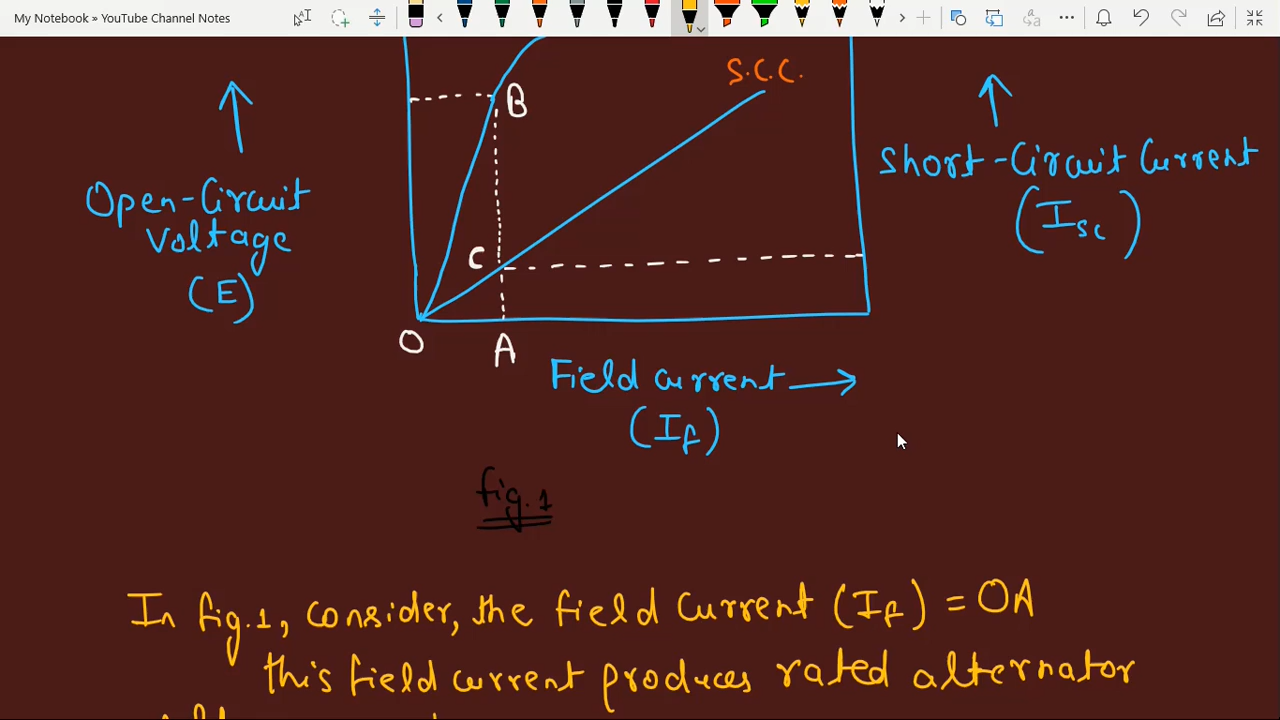 My Notebook » YouTube Channel Notes
S.C.C.
B
Short-Circuit Current
(Isc)
Open-Circuit
Voltage
(E)
C
O
A
Field current
(If)
fig.1
In fig.1, consider, the field current (If) = OA
this field current produces rated alternator